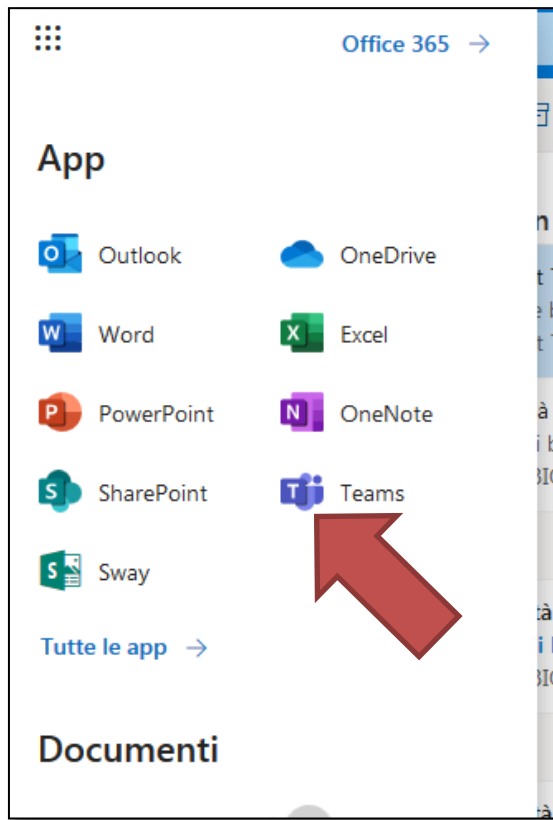 Office 365 →
App
Outlook OneDrive
Word Excel
PowerPoint OneNote
SharePoint Teams
Sway
Tutte le app →
Documenti